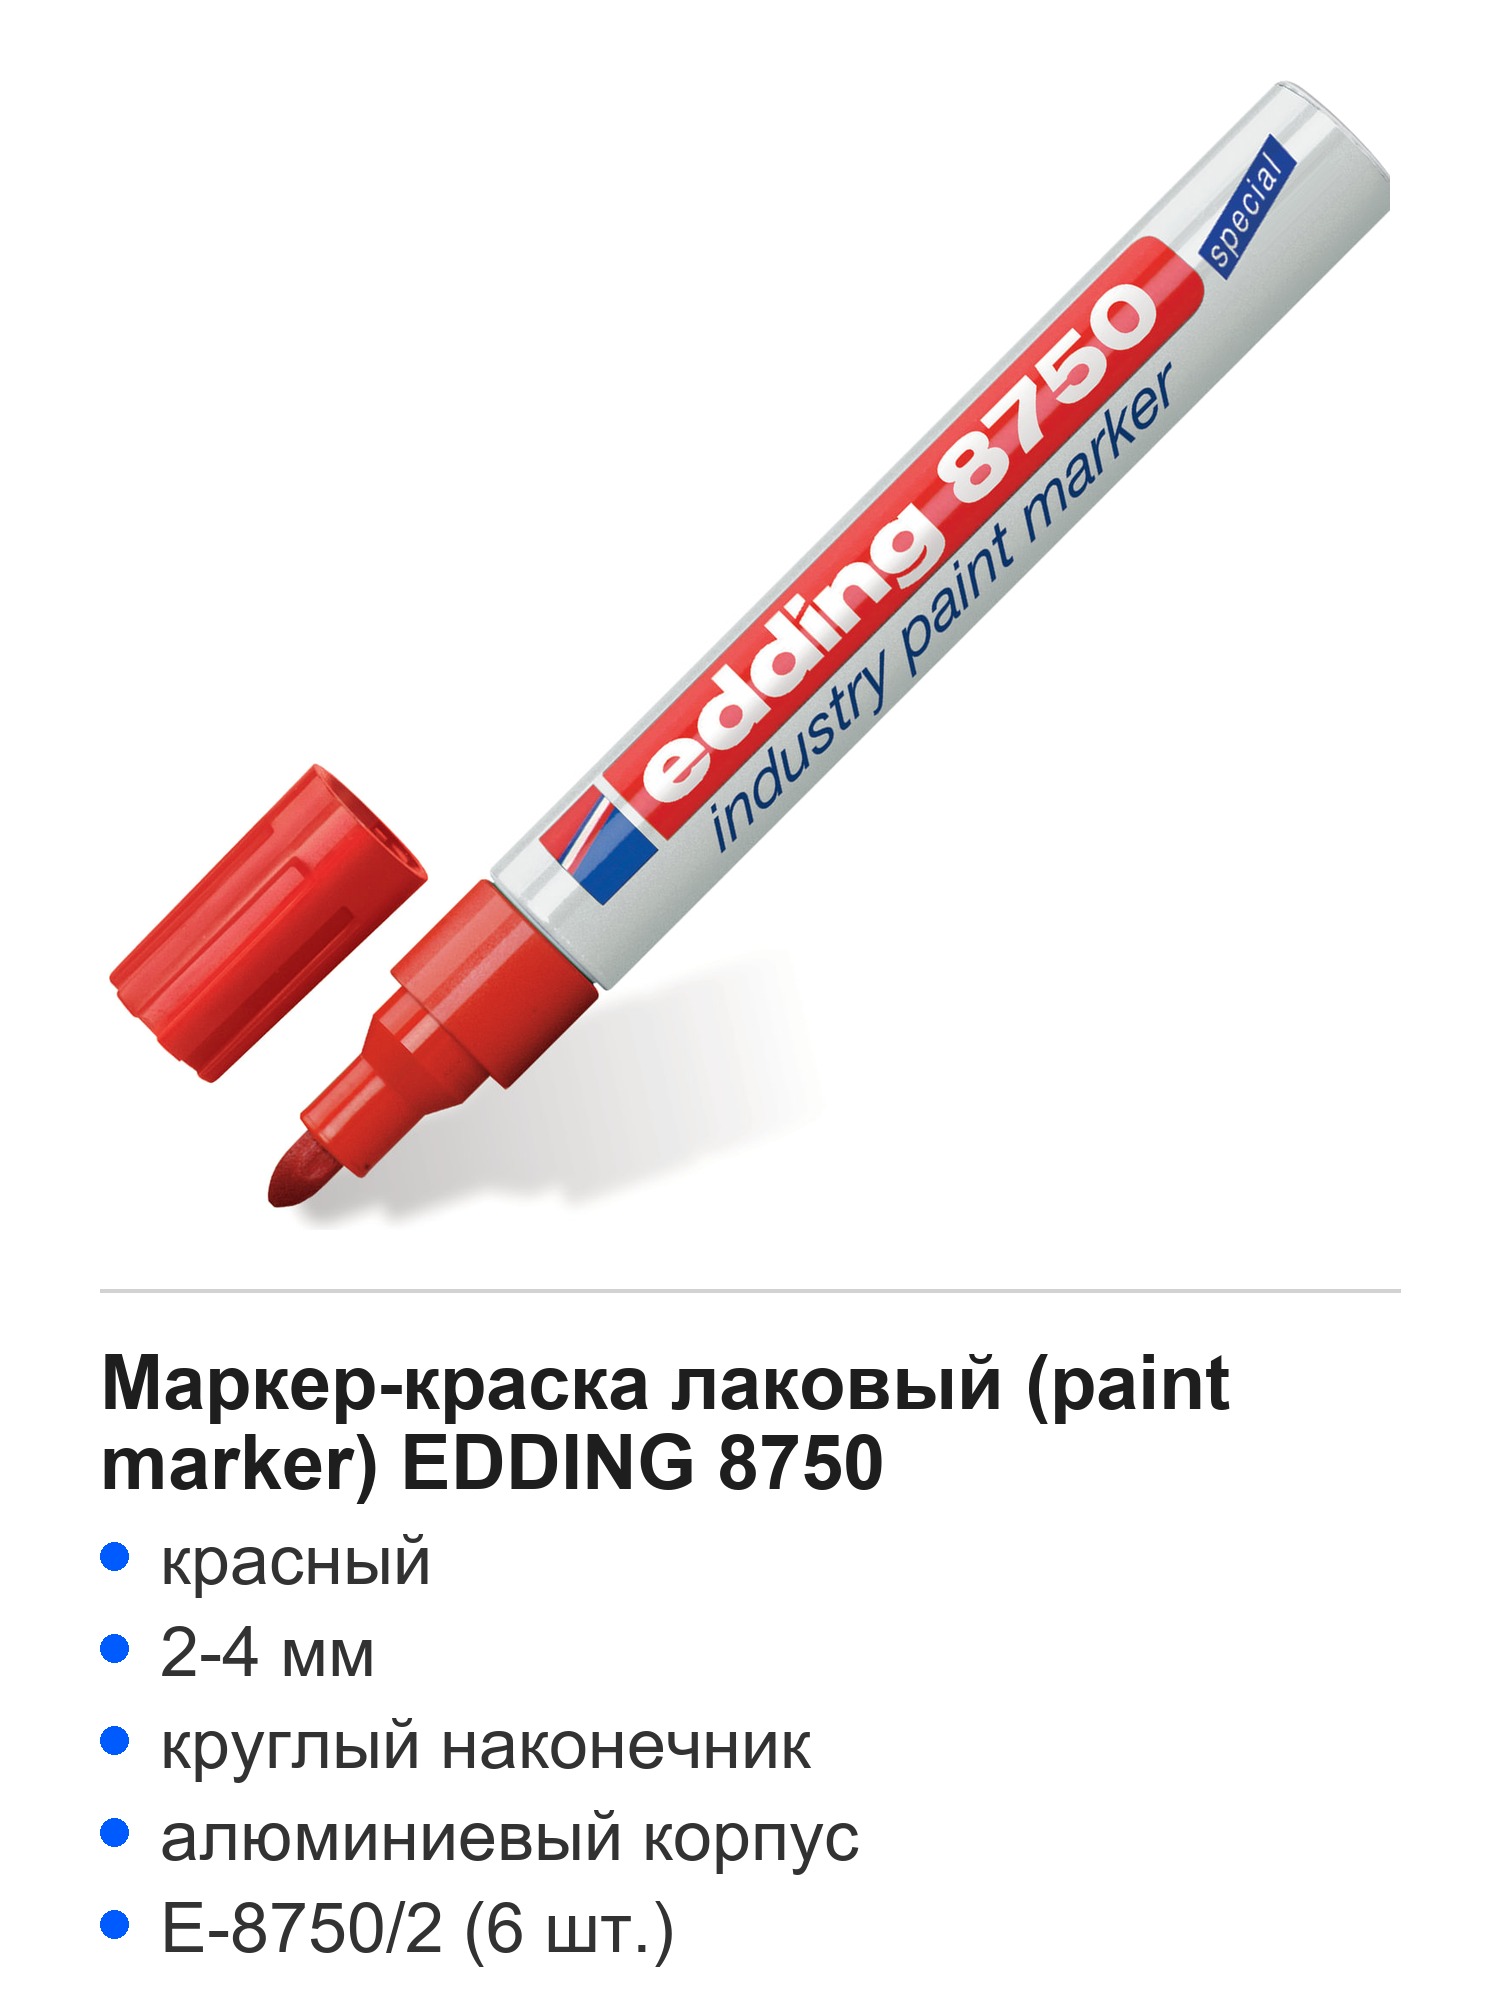 special
edding 8750
industry paint marker
Маркер-краска лаковый (paint
marker) EDDING 8750
красный
2-4 мм
круглый наконечник
алюминиевый корпус
E-8750/2 (6 шт.)